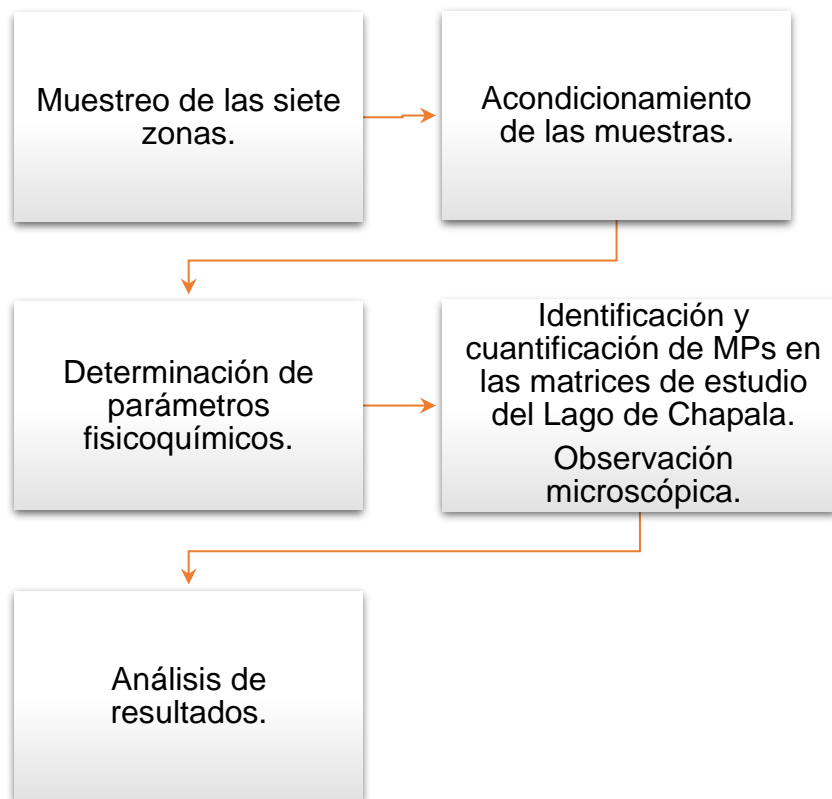 Muestreo de las siete
zonas.
Acondicionamiento
de las muestras.
Determinación de
parámetros
fisicoquímicos.
Identificación y
cuantificación de MPs en
las matrices de estudio
del Lago de Chapala.
Observación
microscópica.
Análisis de
resultados.